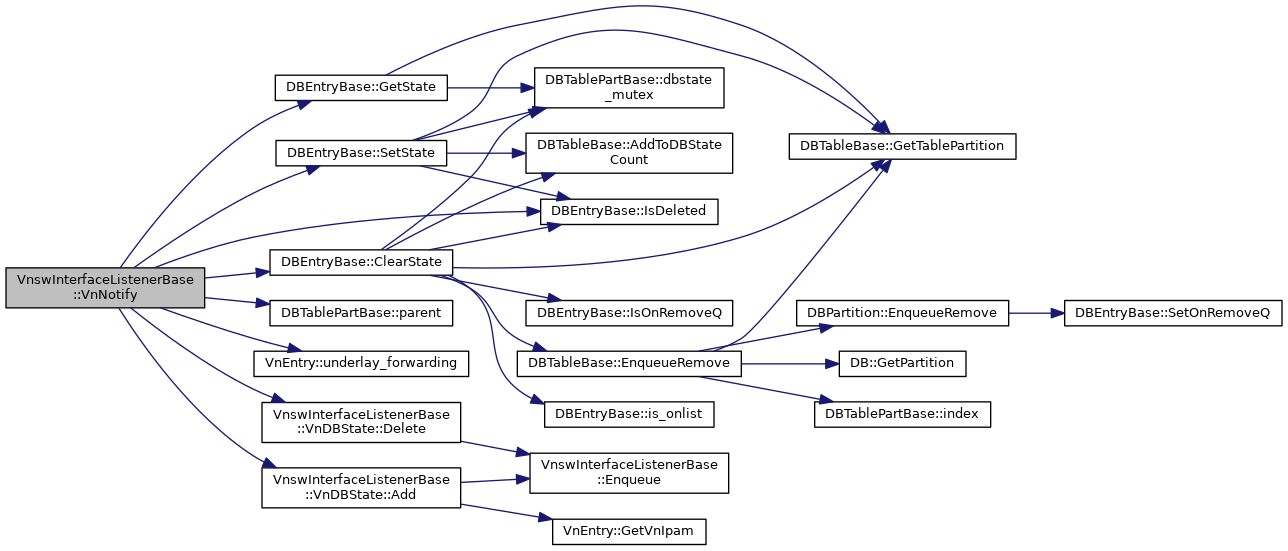 VnswInterfaceListenerBase
::VnNotify
DBEntryBase::GetState
DBEntryBase::SetState
DBEntryBase::ClearState
DBTablePartBase::parent
VnEntry::underlay_forwarding
VnswInterfaceListenerBase
::VnDBState::Delete
VnswInterfaceListenerBase
::VnDBState::Add
DBTablePartBase::dbstate
_mutex
DBTableBase::AddToDBState
Count
DBEntryBase::IsDeleted
DBEntryBase::IsOnRemoveQ
DBTableBase::EnqueueRemove
DBEntryBase::is_onlist
VnswInterfaceListenerBase
::Enqueue
VnEntry::GetVnIpam
DBTableBase::GetTablePartition
DBPartition::EnqueueRemove
DB::GetPartition
DBTablePartBase::index
DBEntryBase::SetOnRemoveQ